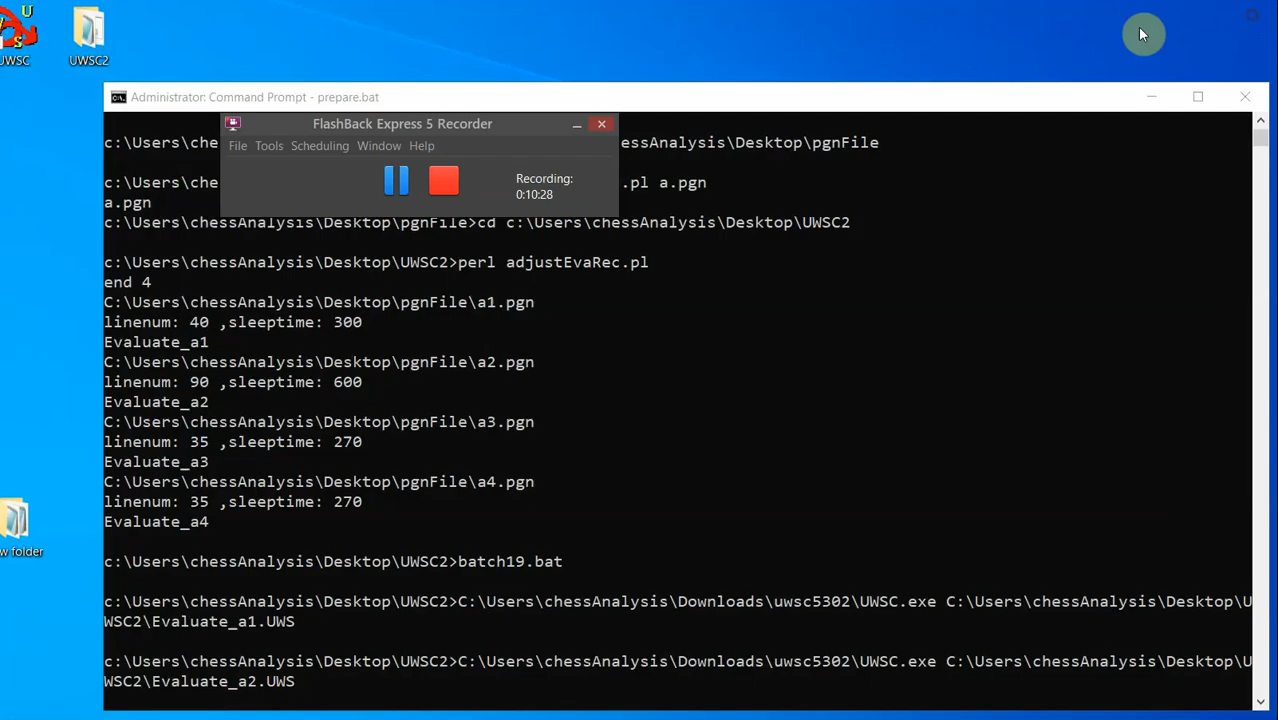 U
S
UWSC
UWSC2
Administrator: Command Prompt - prepare.bat
FlashBack Express 5 Recorder
File Tools Scheduling Window Help
Recording:
0:10:28
c:\Users\che
essAnalysis\Desktop\pgnFile
c:\Users\che
.pl a.pgn
a.pgn
c:\Users\chessAnalysis\Desktop\pgnFile>cd c:\Users\chessAnalysis\Desktop\UWSC2
c:\Users\chessAnalysis\Desktop\UWSC2>perl adjustEvaRec.pl
end 4
C:\Users\chessAnalysis\Desktop\pgnFile\a1.pgn
linenum: 40 ,sleeptime: 300
Evaluate_a1
C:\Users\chessAnalysis\Desktop\pgnFile\a2.pgn
linenum: 90 ,sleeptime: 600
Evaluate_a2
C:\Users\chessAnalysis\Desktop\pgnFile\a3.pgn
linenum: 35 ,sleeptime: 270
Evaluate_a3
C:\Users\chessAnalysis\Desktop\pgnFile\a4.pgn
linenum: 35 ,sleeptime: 270
Evaluate_a4
w folder
c:\Users\chessAnalysis\Desktop\UWSC2>batch19.bat
c:\Users\chessAnalysis\Desktop\UWSC2>C:\Users\chessAnalysis\Downloads\uwsc5302\UWSC.exe C:\Users\chessAnalysis\Desktop\U
WSC2\Evaluate_a1.UWS
c:\Users\chessAnalysis\Desktop\UWSC2>C:\Users\chessAnalysis\Downloads\uwsc5302\UWSC.exe C:\Users\chessAnalysis\Desktop\U
WSC2\Evaluate_a2.UWS